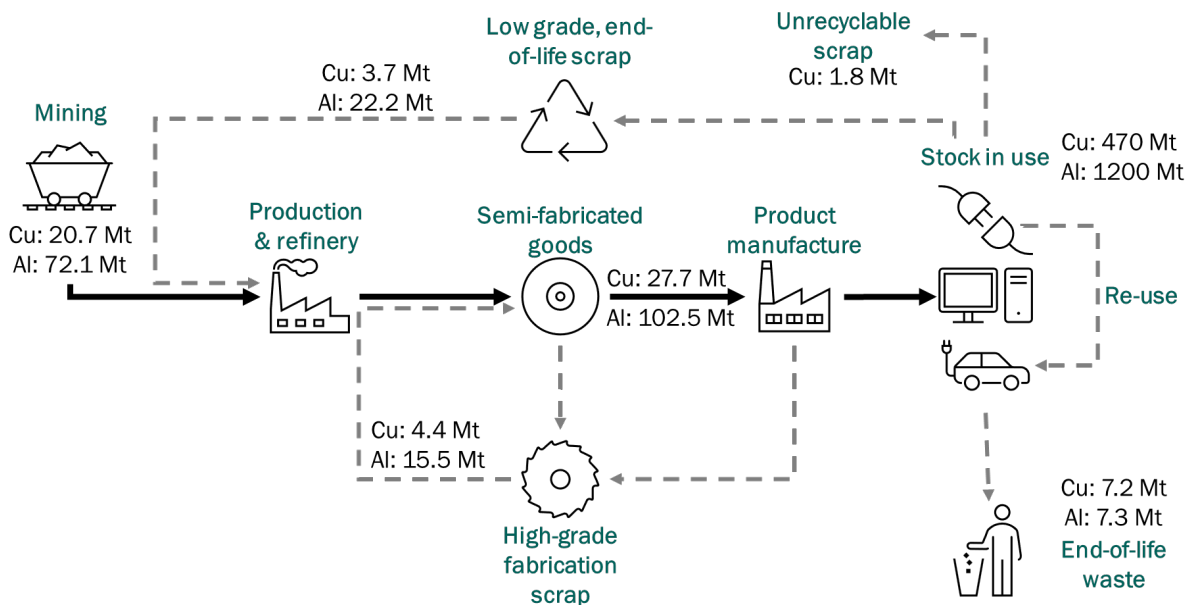 Low grade, end-
of-life scrap
Unrecyclable
scrap
Cu: 1.8 Mt
Cu: 3.7 Mt
Al: 22.2 Mt
Mining
Cu: 20.7 Mt
Al: 72.1 Mt
Stock in use
Cu: 470 Mt
Al: 1200 Mt
Production
& refinery
Semi-fabricated
goods
Product
manufacture
Cu: 27.7 Mt
Al: 102.5 Mt
Re-use
Cu: 4.4 Mt
Al: 15.5 Mt
High-grade
fabrication
scrap
Cu: 7.2 Mt
Al: 7.3 Mt
End-of-life
waste